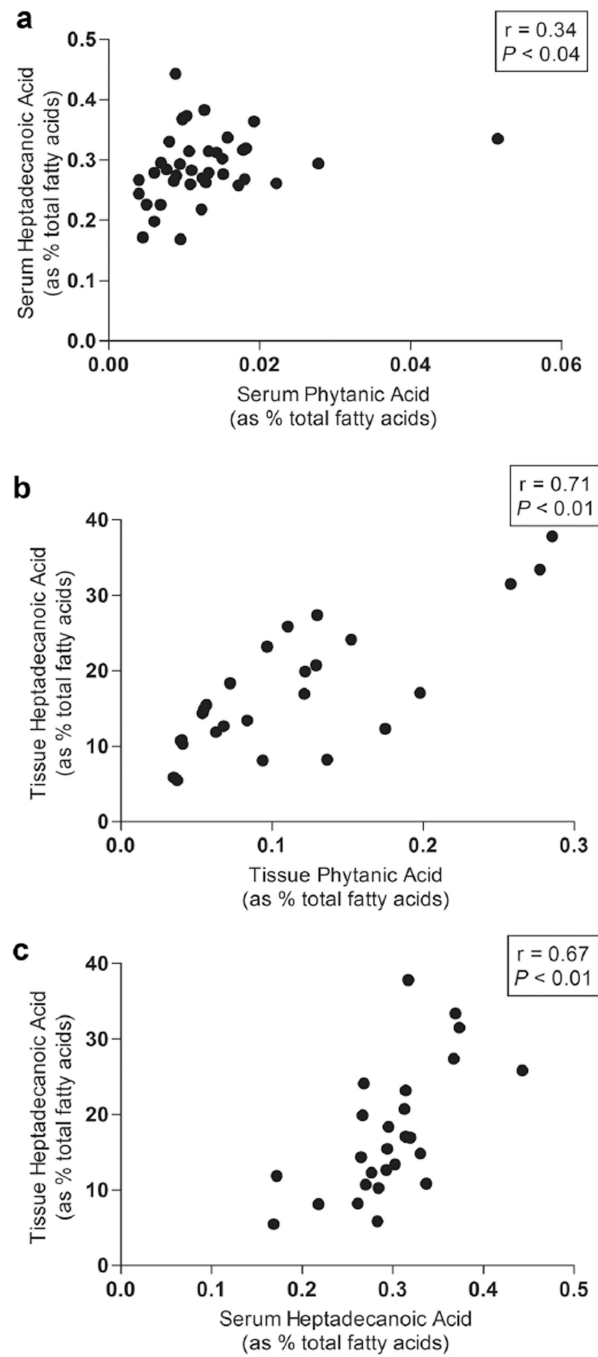 a
r = 0.34
P < 0.04
Serum Heptadecanoic Acid
(as % total fatty acids)
0.5
0.4
0.3
0.2
0.1
0.0
0.00 0.02 0.04 0.06
Serum Phytanic Acid
(as % total fatty acids)
b
r = 0.71
P < 0.01
Tissue Heptadecanoic Acid
(as % total fatty acids)
40
30
20
10
0
0.0 0.1 0.2 0.3
Tissue Phytanic Acid
(as % total fatty acids)
c
r = 0.67
P < 0.01
Tissue Heptadecanoic Acid
(as % total fatty acids)
40
30
20
10
0
0.0 0.1 0.2 0.3 0.4 0.5
Serum Heptadecanoic Acid
(as % total fatty acids)